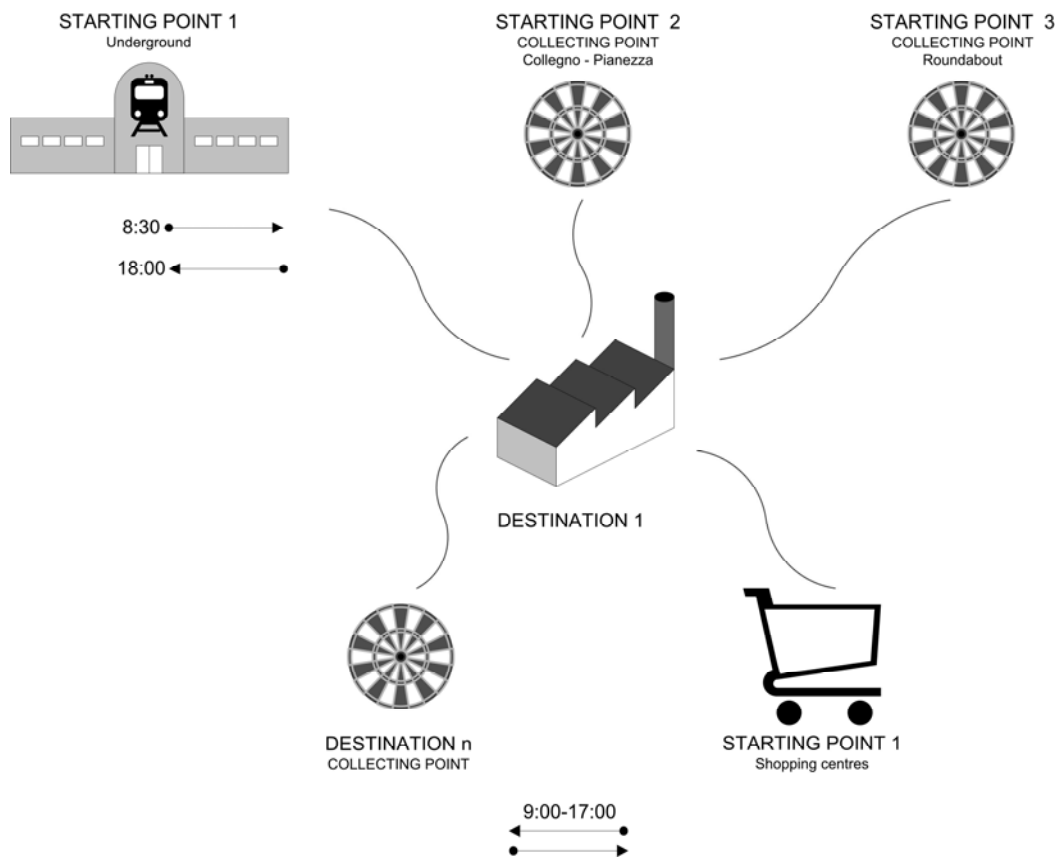 STARTING POINT 1
Underground
STARTING POINT 2
COLLECTING POINT
Collegno - Pianezza
STARTING POINT 3
COLLECTING POINT
Roundabout
8:30
18:00
DESTINATION 1
DESTINATION n
COLLECTING POINT
STARTING POINT 1
Shopping centres
9:00-17:00